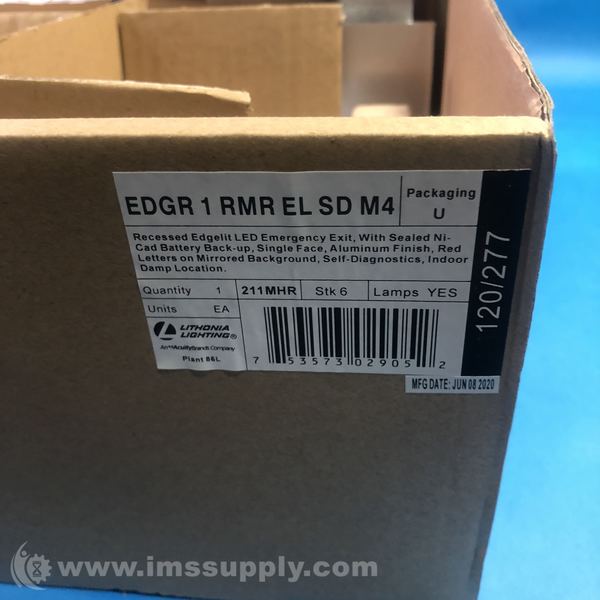 EDGR 1 RMR EL SD M4
Packaging
U
Recessed Edgelit LED Emergency Exit, With Sealed Ni-
Cad Battery Back-up, Single Face, Aluminum Finish, Red
Letters on Mirrored Background, Self-Diagnostics, Indoor
Damp Location.
Quantity 1 211MHR Stk 6 Lamps YES
Units EA
LITHONIA
LIGHTING®
An AcuityBrands Company
Plant 86L
7 53573 02905 2
120/277
MFG DATE: JUN 08 2020
www.imssupply.com